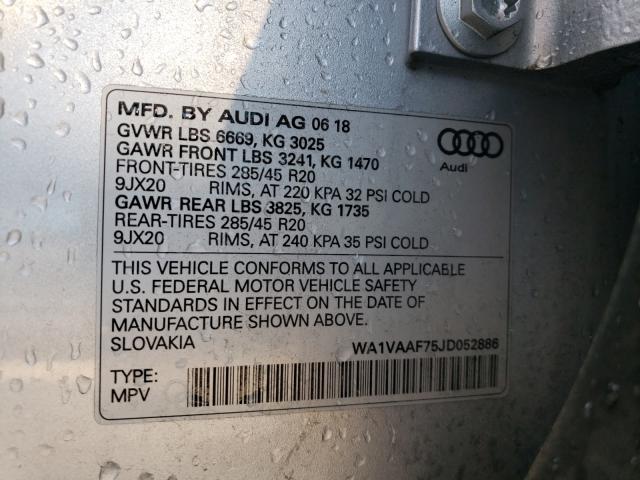 MFD. BY AUDI AG 06 18
GVWR LBS 6669, KG 3025
GAWR FRONT LBS 3241, KG 1470
FRONT-TIRES 285/45 R20
9JX20 RIMS, AT 220 KPA 32 PSI COLD
GAWR REAR LBS 3825, KG 1735
REAR-TIRES 285/45 R20
9JX20 RIMS, AT 240 KPA 35 PSI COLD
Audi
THIS VEHICLE CONFORMS TO ALL APPLICABLE
U.S. FEDERAL MOTOR VEHICLE SAFETY
STANDARDS IN EFFECT ON THE DATE OF
MANUFACTURE SHOWN ABOVE.
SLOVAKIA WA1VAAF75JD052886
TYPE:
MPV